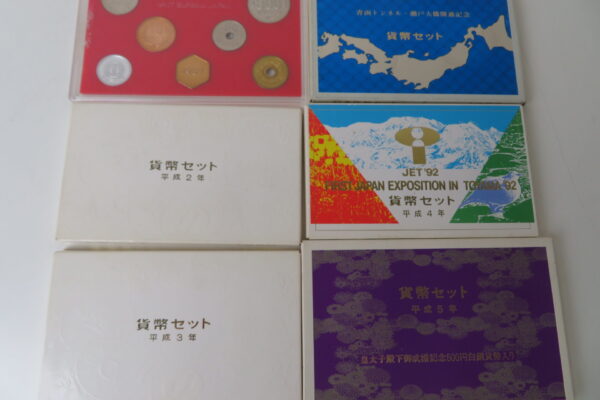 青函トンネル・瀬戸大橋開通記念
貨幣セット
貨幣セット
平成2年
JET '92
FIRST JAPAN EXPOSITION IN TOYAMA '92
貨幣セット
平成4年
貨幣セット
平成3年
貨幣セット
平成5年
皇太子殿下御成婚記念500円白銅貨幣入り